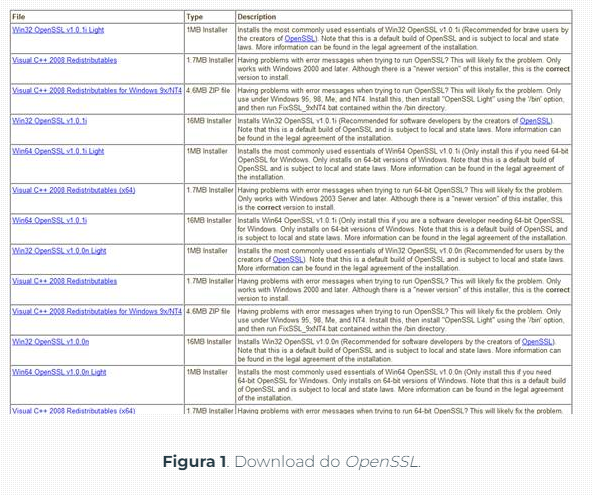 File Type Description
Win32 OpenSSL v1.0.1i Light 1MB Installer Installs the most commonly used essentials of Win32 OpenSSL v1.0.1i (Recommended for brave users by
the creators of OpenSSL). Note that this is a default build of OpenSSL and is subject to local and state
laws. More information can be found in the legal agreement of the installation.
Visual C++ 2008 Redistributables 1.7MB Installer Having problems with error messages when trying to run OpenSSL? This will likely fix the problem. Only
works with Windows 2000 and later. Although there is a "newer version" of this installer, this is the correct
version to install.
Visual C++ 2008 Redistributables for Windows 9x/NT4 4.6MB ZIP file Having problems with error messages when trying to run OpenSSL? This will likely fix the problem. Only
use under Windows 95, 98, Me, and NT4. Install this, then install "OpenSSL Light" using the '/bin' option,
and then run FixSSL_9xNT4.bat contained within the /bin directory.
Win32 OpenSSL v1.0.1i 16MB Installer Installs Win32 OpenSSL v1.0.1i (Recommended for software developers by the creators of OpenSSL).
Note that this is a default build of OpenSSL and is subject to local and state laws. More information can
be found in the legal agreement of the installation.
Win64 OpenSSL v1.0.1i Light 1MB Installer Installs the most commonly used essentials of Win64 OpenSSL v1.0.1i (Only install this if you need 64-bit
OpenSSL for Windows. Only installs on 64-bit versions of Windows. Note that this is a default build of
OpenSSL and is subject to local and state laws. More information can be found in the legal agreement of the
installation.
Visual C++ 2008 Redistributables (x64) 1.7MB Installer Having problems with error messages when trying to run 64-bit OpenSSL? This will likely fix the problem.
Only works with Windows 2003 Server and later. Although there is a "newer version" of this installer, this
is the correct version to install.
Win64 OpenSSL v1.0.1i 16MB Installer Installs Win64 OpenSSL v1.0.1i (Only install this if you are a software developer needing 64-bit OpenSSL
for Windows. Only installs on 64-bit versions of Windows. Note that this is a default build of OpenSSL and
is subject to local and state laws. More information can be found in the legal agreement of the installation.
Win32 OpenSSL v1.0.0n Light 1MB Installer Installs the most commonly used essentials of Win32 OpenSSL v1.0.0n (Recommended for users by the
creators of OpenSSL). Note that this is a default build of OpenSSL and is subject to local and state laws.
More information can be found in the legal agreement of the installation.
Visual C++ 2008 Redistributables 1.7MB Installer Having problems with error messages when trying to run OpenSSL? This will likely fix the problem. Only
works with Windows 2000 and later. Although there is a "newer version" of this installer, this is the correct
version to install.
Visual C++ 2008 Redistributables for Windows 9x/NT4 4.6MB ZIP file Having problems with error messages when trying to run OpenSSL? This will likely fix the problem. Only
use under Windows 95, 98, Me, and NT4. Install this, then install "OpenSSL Light" using the '/bin' option,
and then run FixSSL_9xNT4.bat contained within the /bin directory.
Win32 OpenSSL v1.0.0n 16MB Installer Installs Win32 OpenSSL v1.0.0n (Recommended for software developers by the creators of OpenSSL).
Note that this is a default build of OpenSSL and is subject to local and state laws. More information can
be found in the legal agreement of the installation.
Win64 OpenSSL v1.0.0n Light 1MB Installer Installs the most commonly used essentials of Win64 OpenSSL v1.0.0n (Only install this if you need
64-bit OpenSSL for Windows. Only installs on 64-bit versions of Windows. Note that this is a default build
of OpenSSL and is subject to local and state laws. More information can be found in the legal agreement
of the installation.
Visual C++ 2008 Redistributables (x64) 1.7MB Installer Having problems with error messages when trying to run 64-bit OpenSSL? This will likely fix the problem.
Figura 1. Download do OpenSSL.